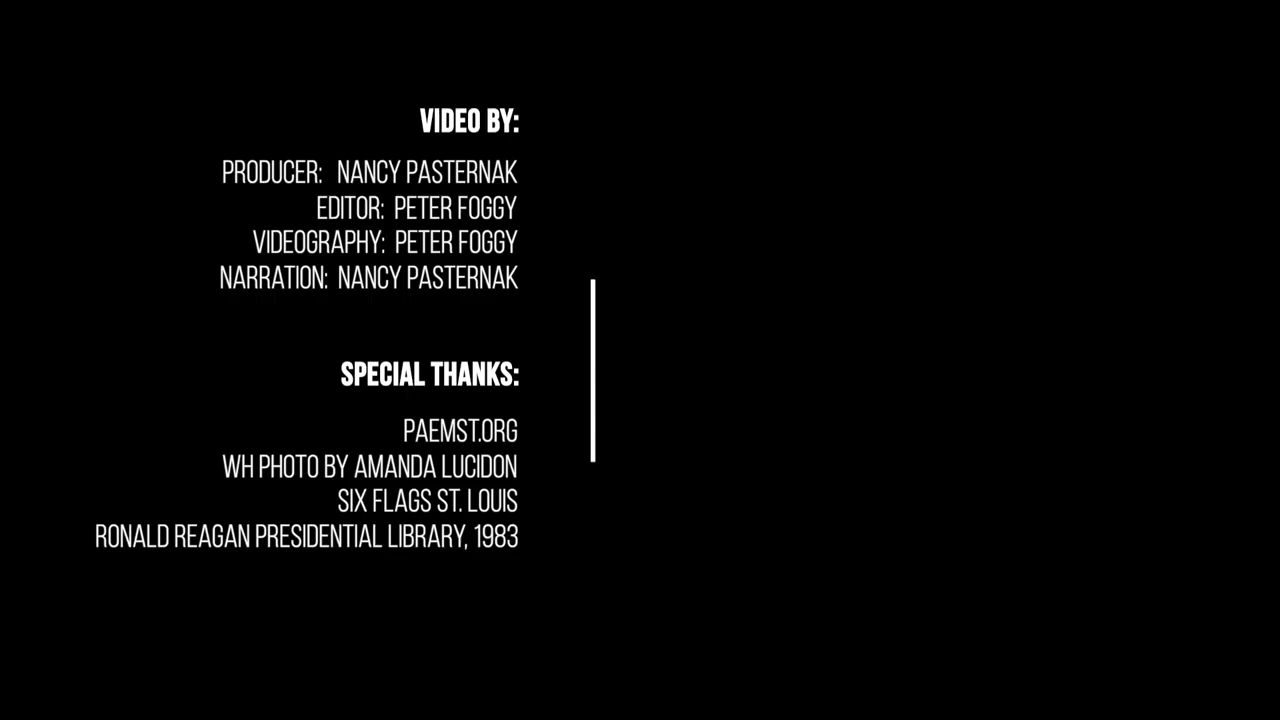 VIDEO BY:
PRODUCER: NANCY PASTERNAK
EDITOR: PETER FOGGY
VIDEOGRAPHY: PETER FOGGY
NARRATION: NANCY PASTERNAK
SPECIAL THANKS:
PAEMST.ORG
WH PHOTO BY AMANDA LUCIDON
SIX FLAGS ST. LOUIS
RONALD REAGAN PRESIDENTIAL LIBRARY, 1983